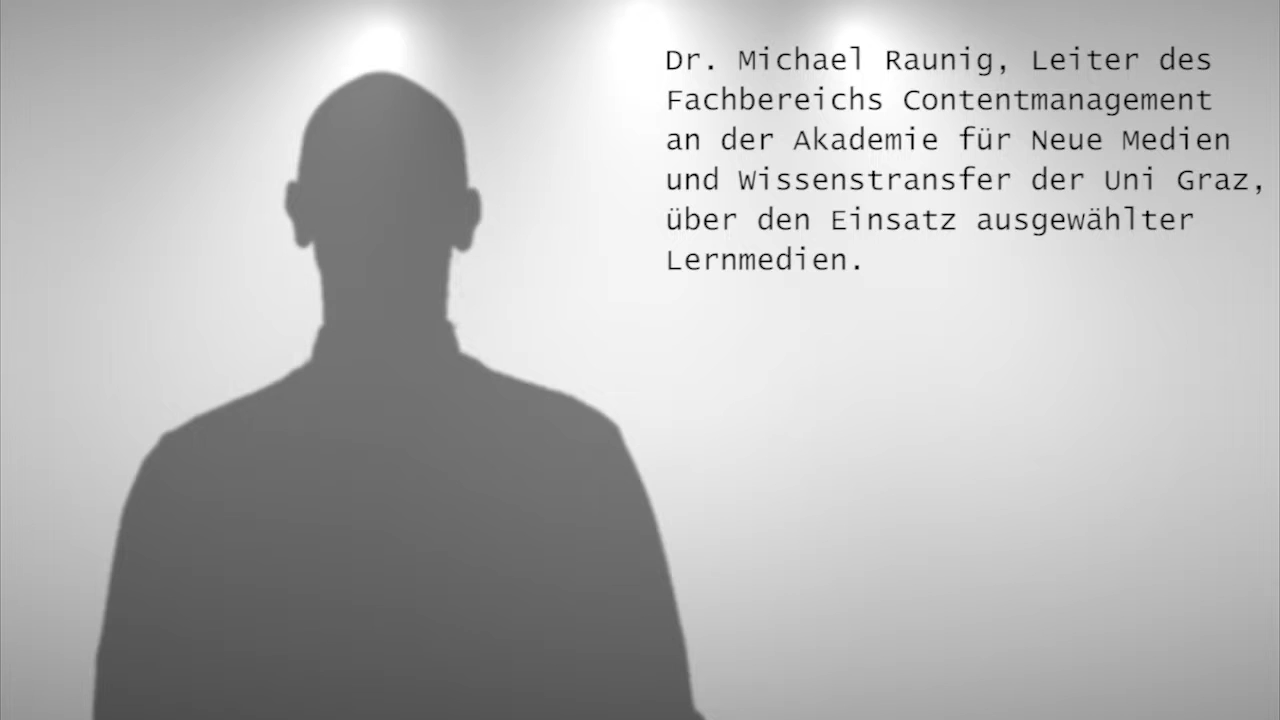 Dr. Michael Raunig, Leiter des
Fachbereichs Contentmanagement
an der Akademie für Neue Medien
und Wissenstransfer der Uni Graz,
über den Einsatz ausgewählter
Lernmedien.